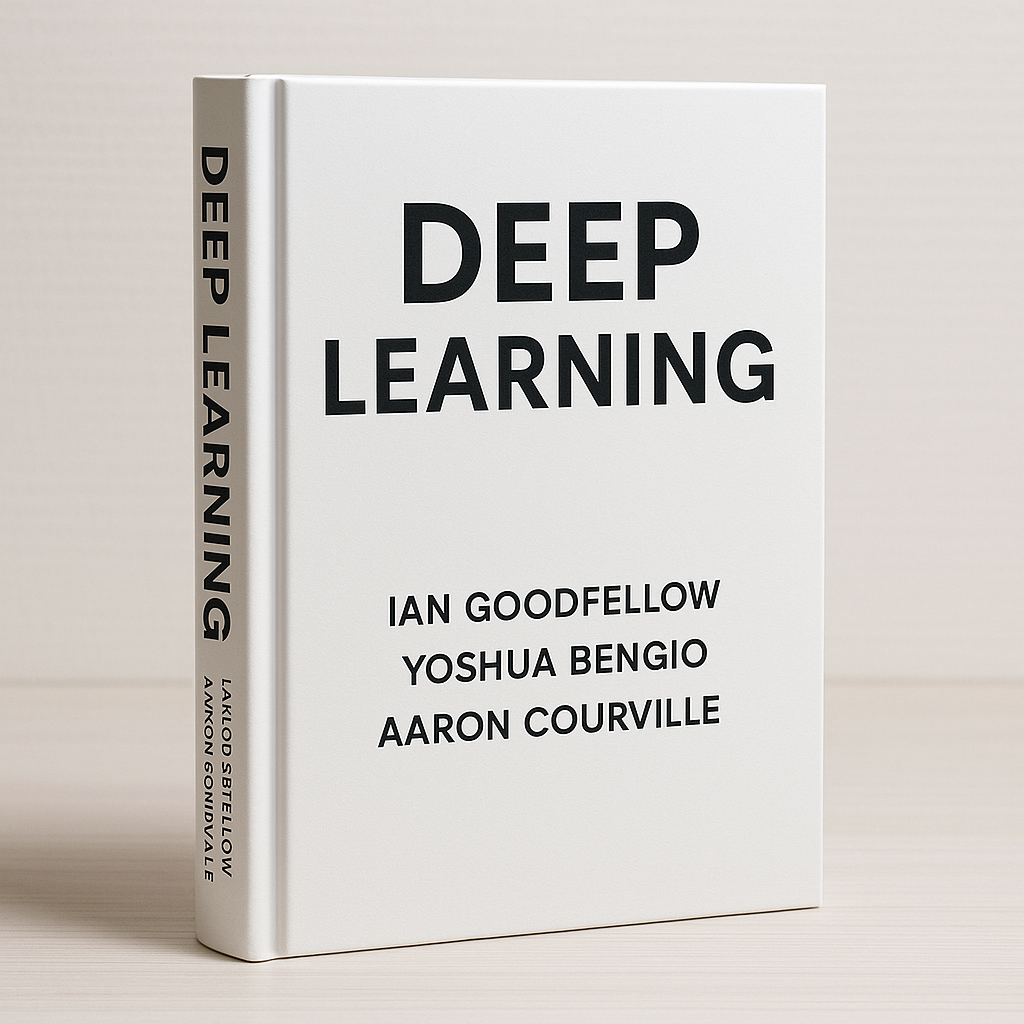 DEEP
LEARNING
IAN GOODFELLOW
YOSHUA BENGIO
AARON COURVILLE
DEEP LEARNING